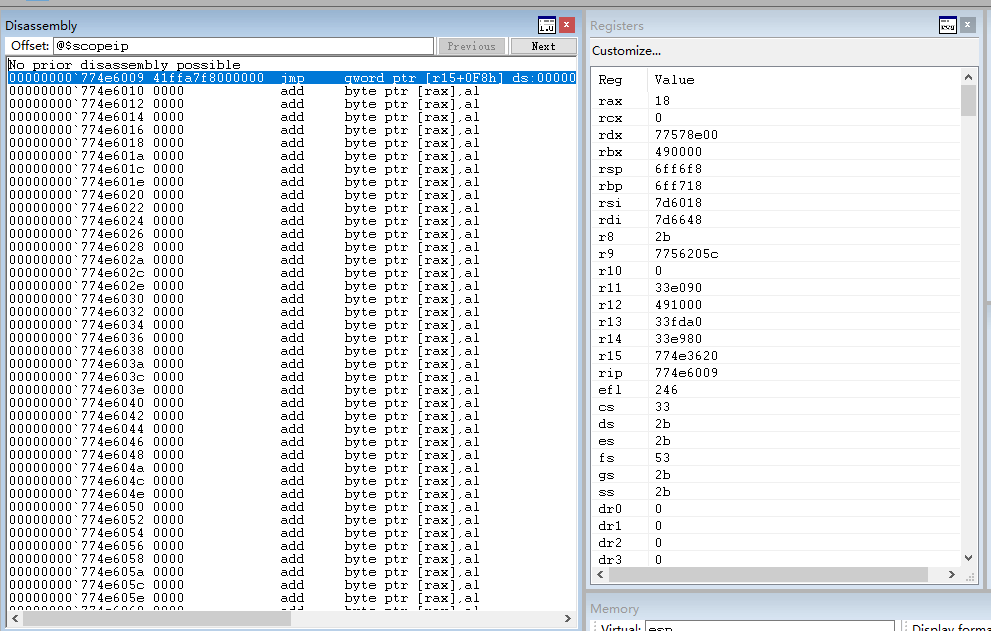 Disassembly
Offset: @$scopeip Previous Next
No prior disassembly possible
00000000`774e6009 41ffa7f8000000 jmp qword ptr [r15+0F8h] ds:00000
00000000`774e6010 0000 add byte ptr [rax],al
00000000`774e6012 0000 add byte ptr [rax],al
00000000`774e6014 0000 add byte ptr [rax],al
00000000`774e6016 0000 add byte ptr [rax],al
00000000`774e6018 0000 add byte ptr [rax],al
00000000`774e601a 0000 add byte ptr [rax],al
00000000`774e601c 0000 add byte ptr [rax],al
00000000`774e601e 0000 add byte ptr [rax],al
00000000`774e6020 0000 add byte ptr [rax],al
00000000`774e6022 0000 add byte ptr [rax],al
00000000`774e6024 0000 add byte ptr [rax],al
00000000`774e6026 0000 add byte ptr [rax],al
00000000`774e6028 0000 add byte ptr [rax],al
00000000`774e602a 0000 add byte ptr [rax],al
00000000`774e602c 0000 add byte ptr [rax],al
00000000`774e602e 0000 add byte ptr [rax],al
00000000`774e6030 0000 add byte ptr [rax],al
00000000`774e6032 0000 add byte ptr [rax],al
00000000`774e6034 0000 add byte ptr [rax],al
00000000`774e6036 0000 add byte ptr [rax],al
00000000`774e6038 0000 add byte ptr [rax],al
00000000`774e603a 0000 add byte ptr [rax],al
00000000`774e603c 0000 add byte ptr [rax],al
00000000`774e603e 0000 add byte ptr [rax],al
00000000`774e6040 0000 add byte ptr [rax],al
00000000`774e6042 0000 add byte ptr [rax],al
00000000`774e6044 0000 add byte ptr [rax],al
00000000`774e6046 0000 add byte ptr [rax],al
00000000`774e6048 0000 add byte ptr [rax],al
00000000`774e604a 0000 add byte ptr [rax],al
00000000`774e604c 0000 add byte ptr [rax],al
00000000`774e604e 0000 add byte ptr [rax],al
00000000`774e6050 0000 add byte ptr [rax],al
00000000`774e6052 0000 add byte ptr [rax],al
00000000`774e6054 0000 add byte ptr [rax],al
00000000`774e6056 0000 add byte ptr [rax],al
00000000`774e6058 0000 add byte ptr [rax],al
00000000`774e605a 0000 add byte ptr [rax],al
00000000`774e605c 0000 add byte ptr [rax],al
00000000`774e605e 0000 add byte ptr [rax],al
00000000`774e6060 0000 add byte ptr [rax],al
Registers
Customize...
Reg Value
rax 18
rcx 0
rdx 77578e00
rbx 490000
rsp 6ff6f8
rbp 6ff718
rsi 7d6018
rdi 7d6648
r8 2b
r9 7756205c
r10 0
r11 33e090
r12 491000
r13 33fda0
r14 33e980
r15 774e3620
rip 774e6009
efl 246
cs 33
ds 2b
es 2b
fs 53
gs 2b
ss 2b
dr0 0
dr1 0
dr2 0
dr3 0
Memory
Virtual: esp Display forma